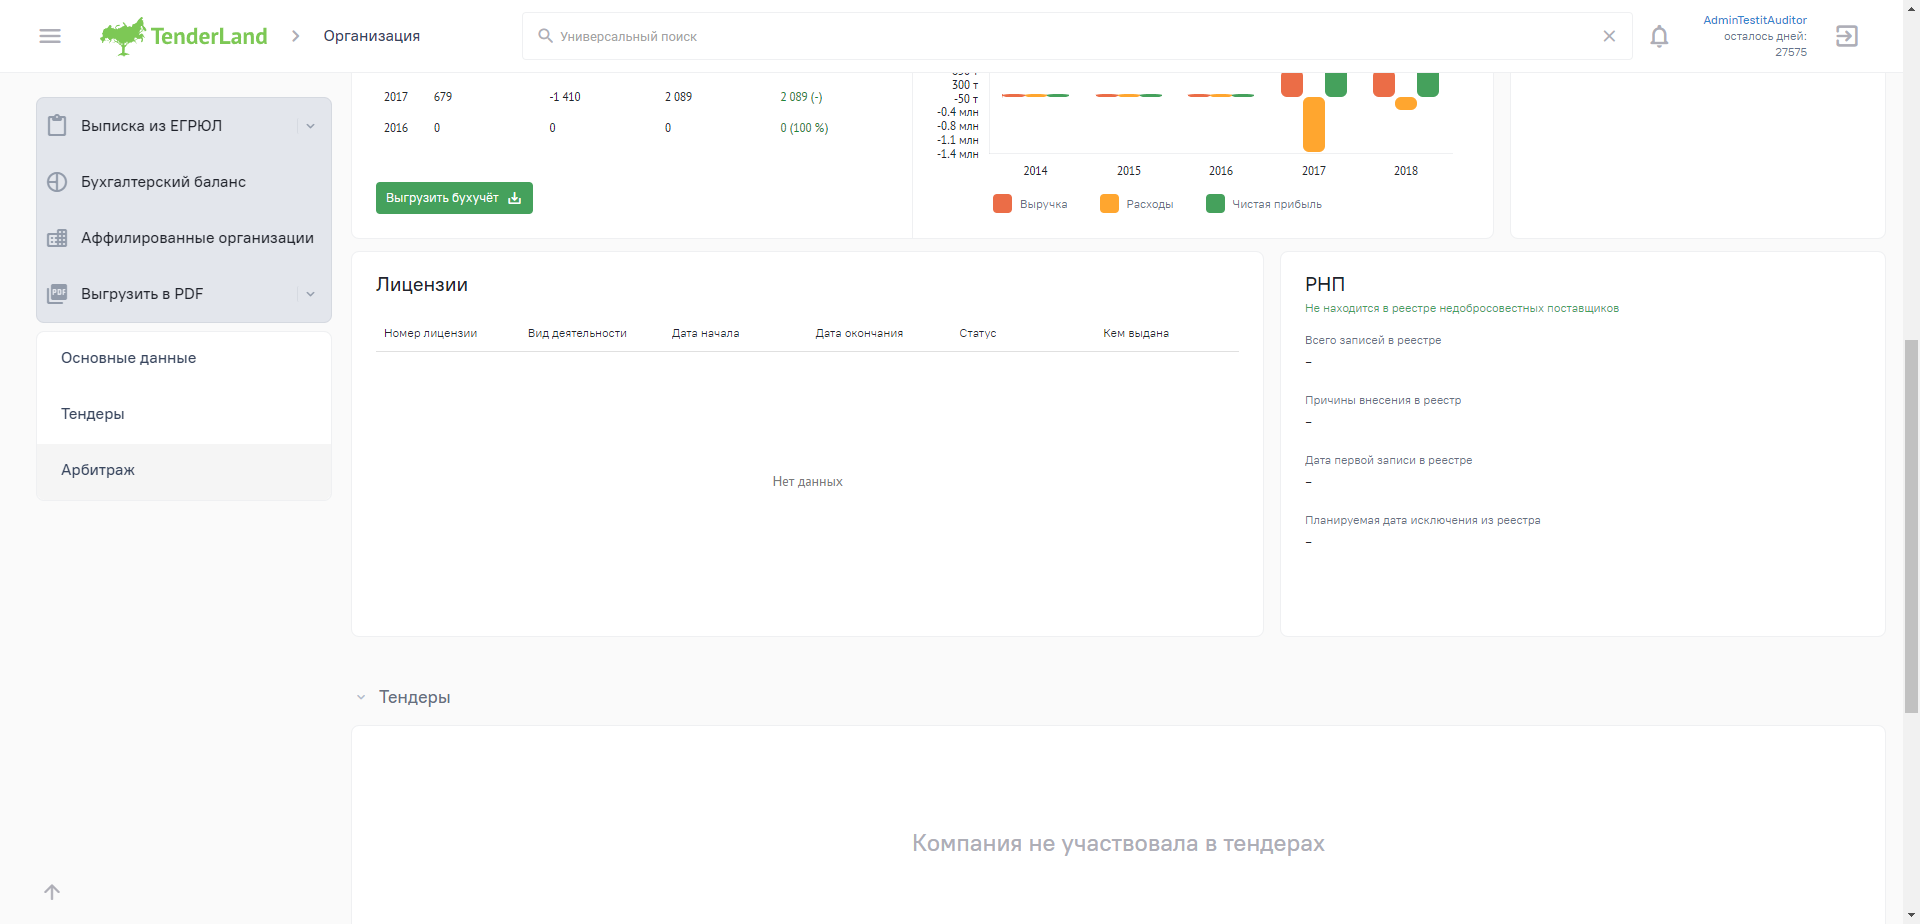 TenderLand
Организация
Универсальный поиск
AdminTestitAuditor
осталось дней:
27575
Выписка из ЕГРЮЛ
Бухгалтерский баланс
Аффилированные организации
PDF
Выгрузить в PDF
Основные данные
Тендеры
Арбитраж
2017 679 -1 410 2 089 2 089 (-)
2016 0 0 0 0 (100 %)
Выгрузить бухучёт
300 т
-50 т
-0.4 млн
-0.8 млн
-1.1 млн
-1.4 млн
2014 2015 2016 2017 2018
Выручка Расходы Чистая прибыль
Лицензии
Номер лицензии Вид деятельности Дата начала Дата окончания Статус Кем выдана
Нет данных
РНП
Не находится в реестре недобросовестных поставщиков
Всего записей в реестре
–
Причины внесения в реестр
–
Дата первой записи в реестре
–
Планируемая дата исключения из реестра
–
Тендеры
Компания не участвовала в тендерах